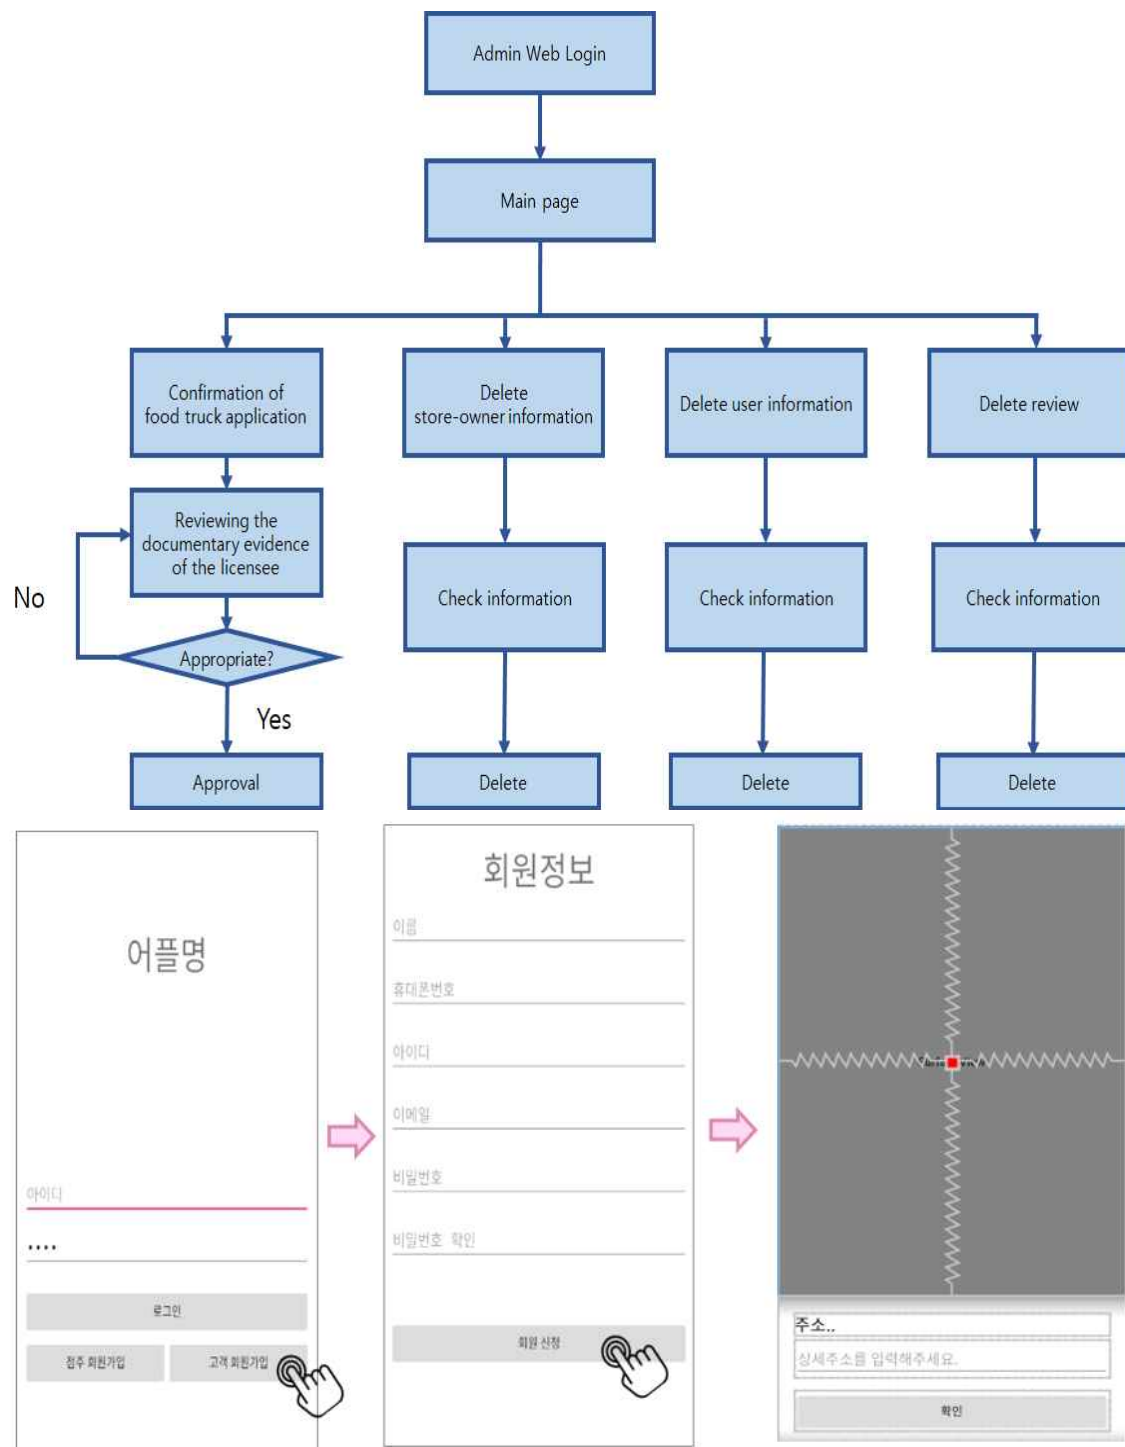 Admin Web Login
Main page
Confirmation of
food truck application
Delete
store-owner information
Delete user information
Delete review
Reviewing the
documentary evidence
of the licensee
No
Check information
Check information
Check information
Appropriate?
Yes
Approval
Delete
Delete
Delete
어플명
아이디
••••
로그인
점주 회원가입
고객 회원가입
회원정보
이름
휴대폰번호
아이디
이메일
비밀번호
비밀번호 확인
회원 신청
주소..
상세주소를 입력해주세요.
확인